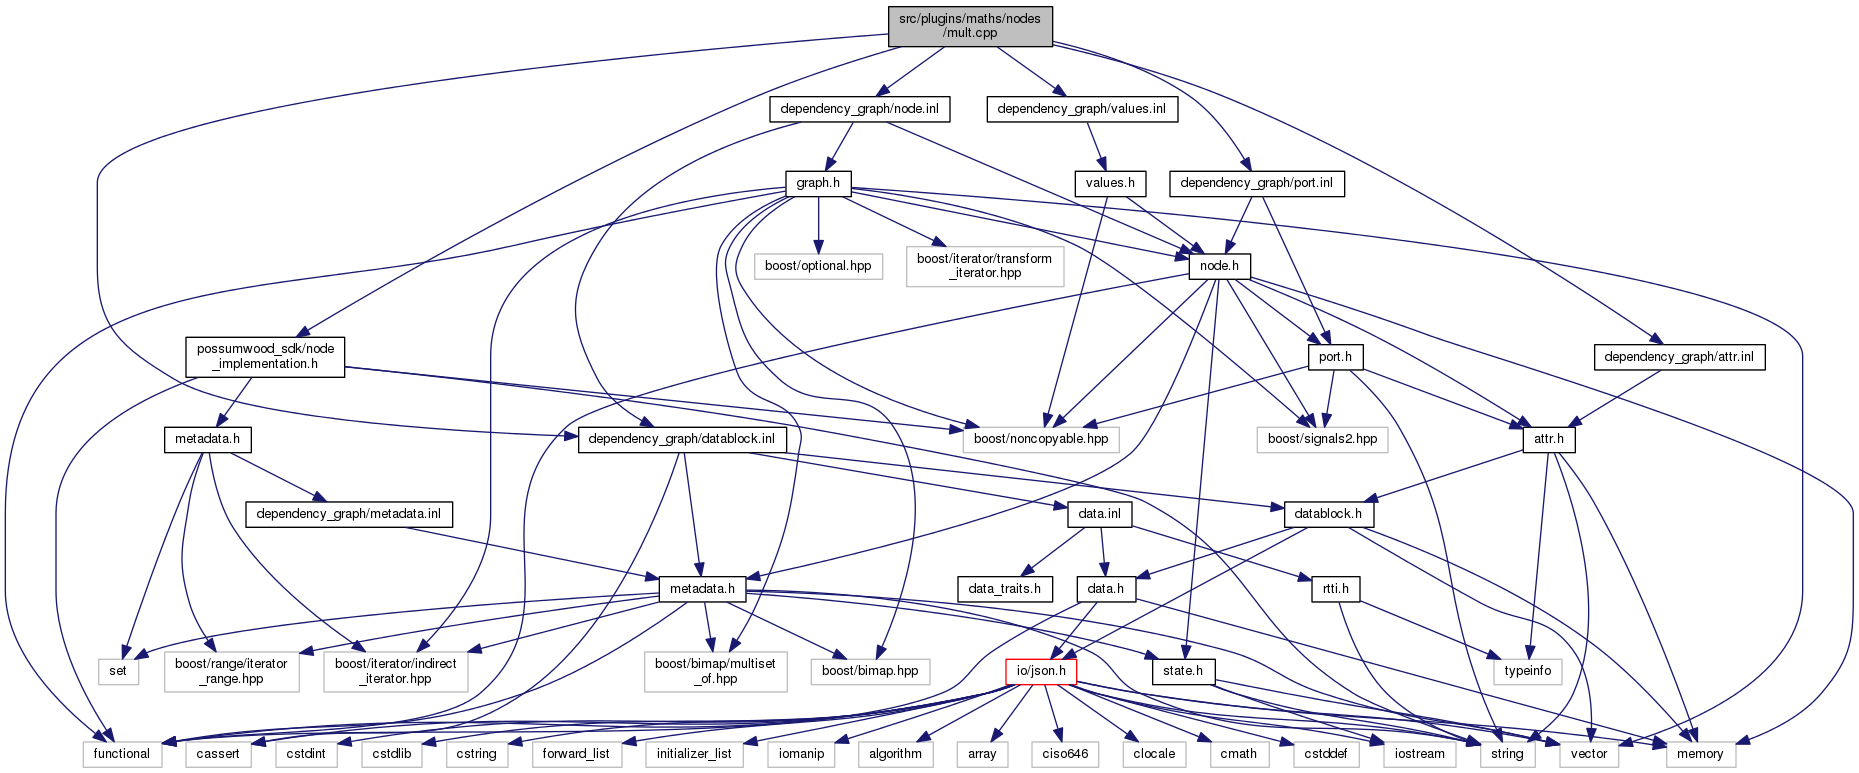 src/plugins/maths/nodes
/mult.cpp
dependency_graph/node.inl
dependency_graph/values.inl
graph.h
values.h
dependency_graph/port.inl
boost/optional.hpp
boost/iterator/transform
_iterator.hpp
node.h
possumwood_sdk/node
_implementation.h
port.h
dependency_graph/attr.inl
metadata.h
dependency_graph/datablock.inl
boost/noncopyable.hpp
boost/signals2.hpp
attr.h
dependency_graph/metadata.inl
data.inl
datablock.h
metadata.h
data_traits.h
data.h
rtti.h
set
boost/range/iterator
_range.hpp
boost/iterator/indirect
_iterator.hpp
boost/bimap/multiset
_of.hpp
boost/bimap.hpp
io/json.h
state.h
typeinfo
functional
cassert
cstdint
cstdlib
cstring
forward_list
initializer_list
iomanip
algorithm
array
ciso646
clocale
cmath
cstddef
iostream
string
vector
memory